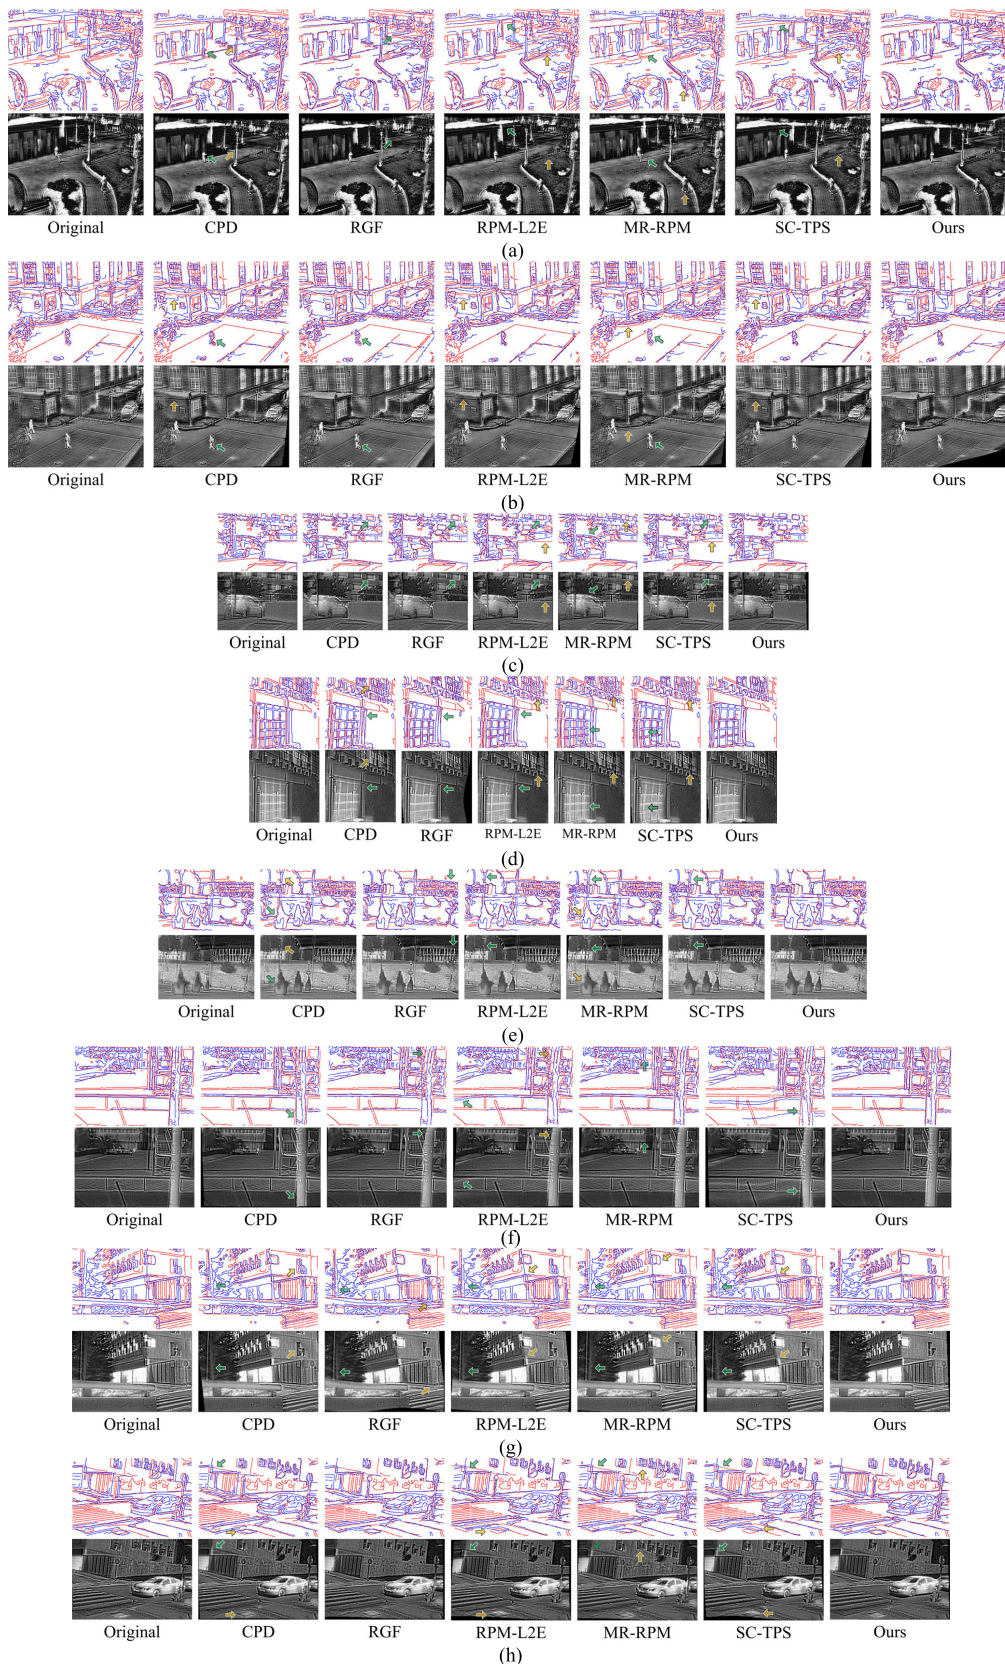 Original CPD RGF RPM-L2E MR-RPM SC-TPS Ours
(a)
Original CPD RGF RPM-L2E MR-RPM SC-TPS Ours
(b)
Original CPD RGF RPM-L2E MR-RPM SC-TPS Ours
(c)
Original CPD RGF RPM-L2E MR-RPM SC-TPS Ours
(d)
Original CPD RGF RPM-L2E MR-RPM SC-TPS Ours
(e)
Original CPD RGF RPM-L2E MR-RPM SC-TPS Ours
(f)
Original CPD RGF RPM-L2E MR-RPM SC-TPS Ours
(g)
Original CPD RGF RPM-L2E MR-RPM SC-TPS Ours
(h)